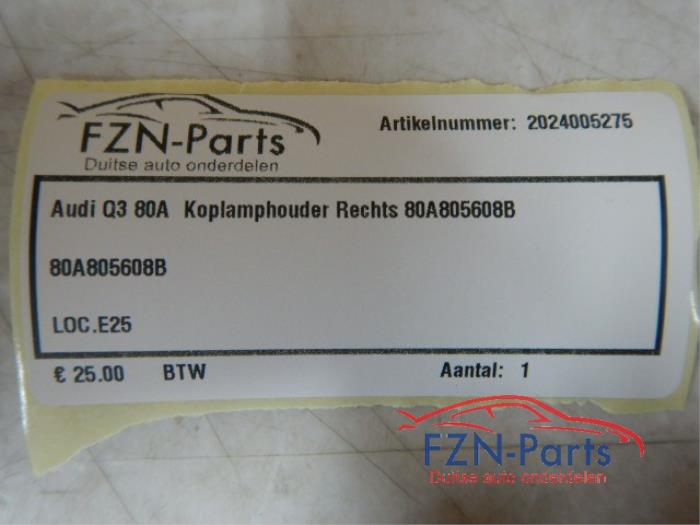 FZN-Parts
Duitse auto onderdelen
Artikelnummer: 2024005275
Audi Q3 80A Koplamphouder Rechts 80A805608B
80A805608B
LOC.E25
€ 25.00 BTW Aantal: 1
FZN-Parts
Duitse auto onderdelen